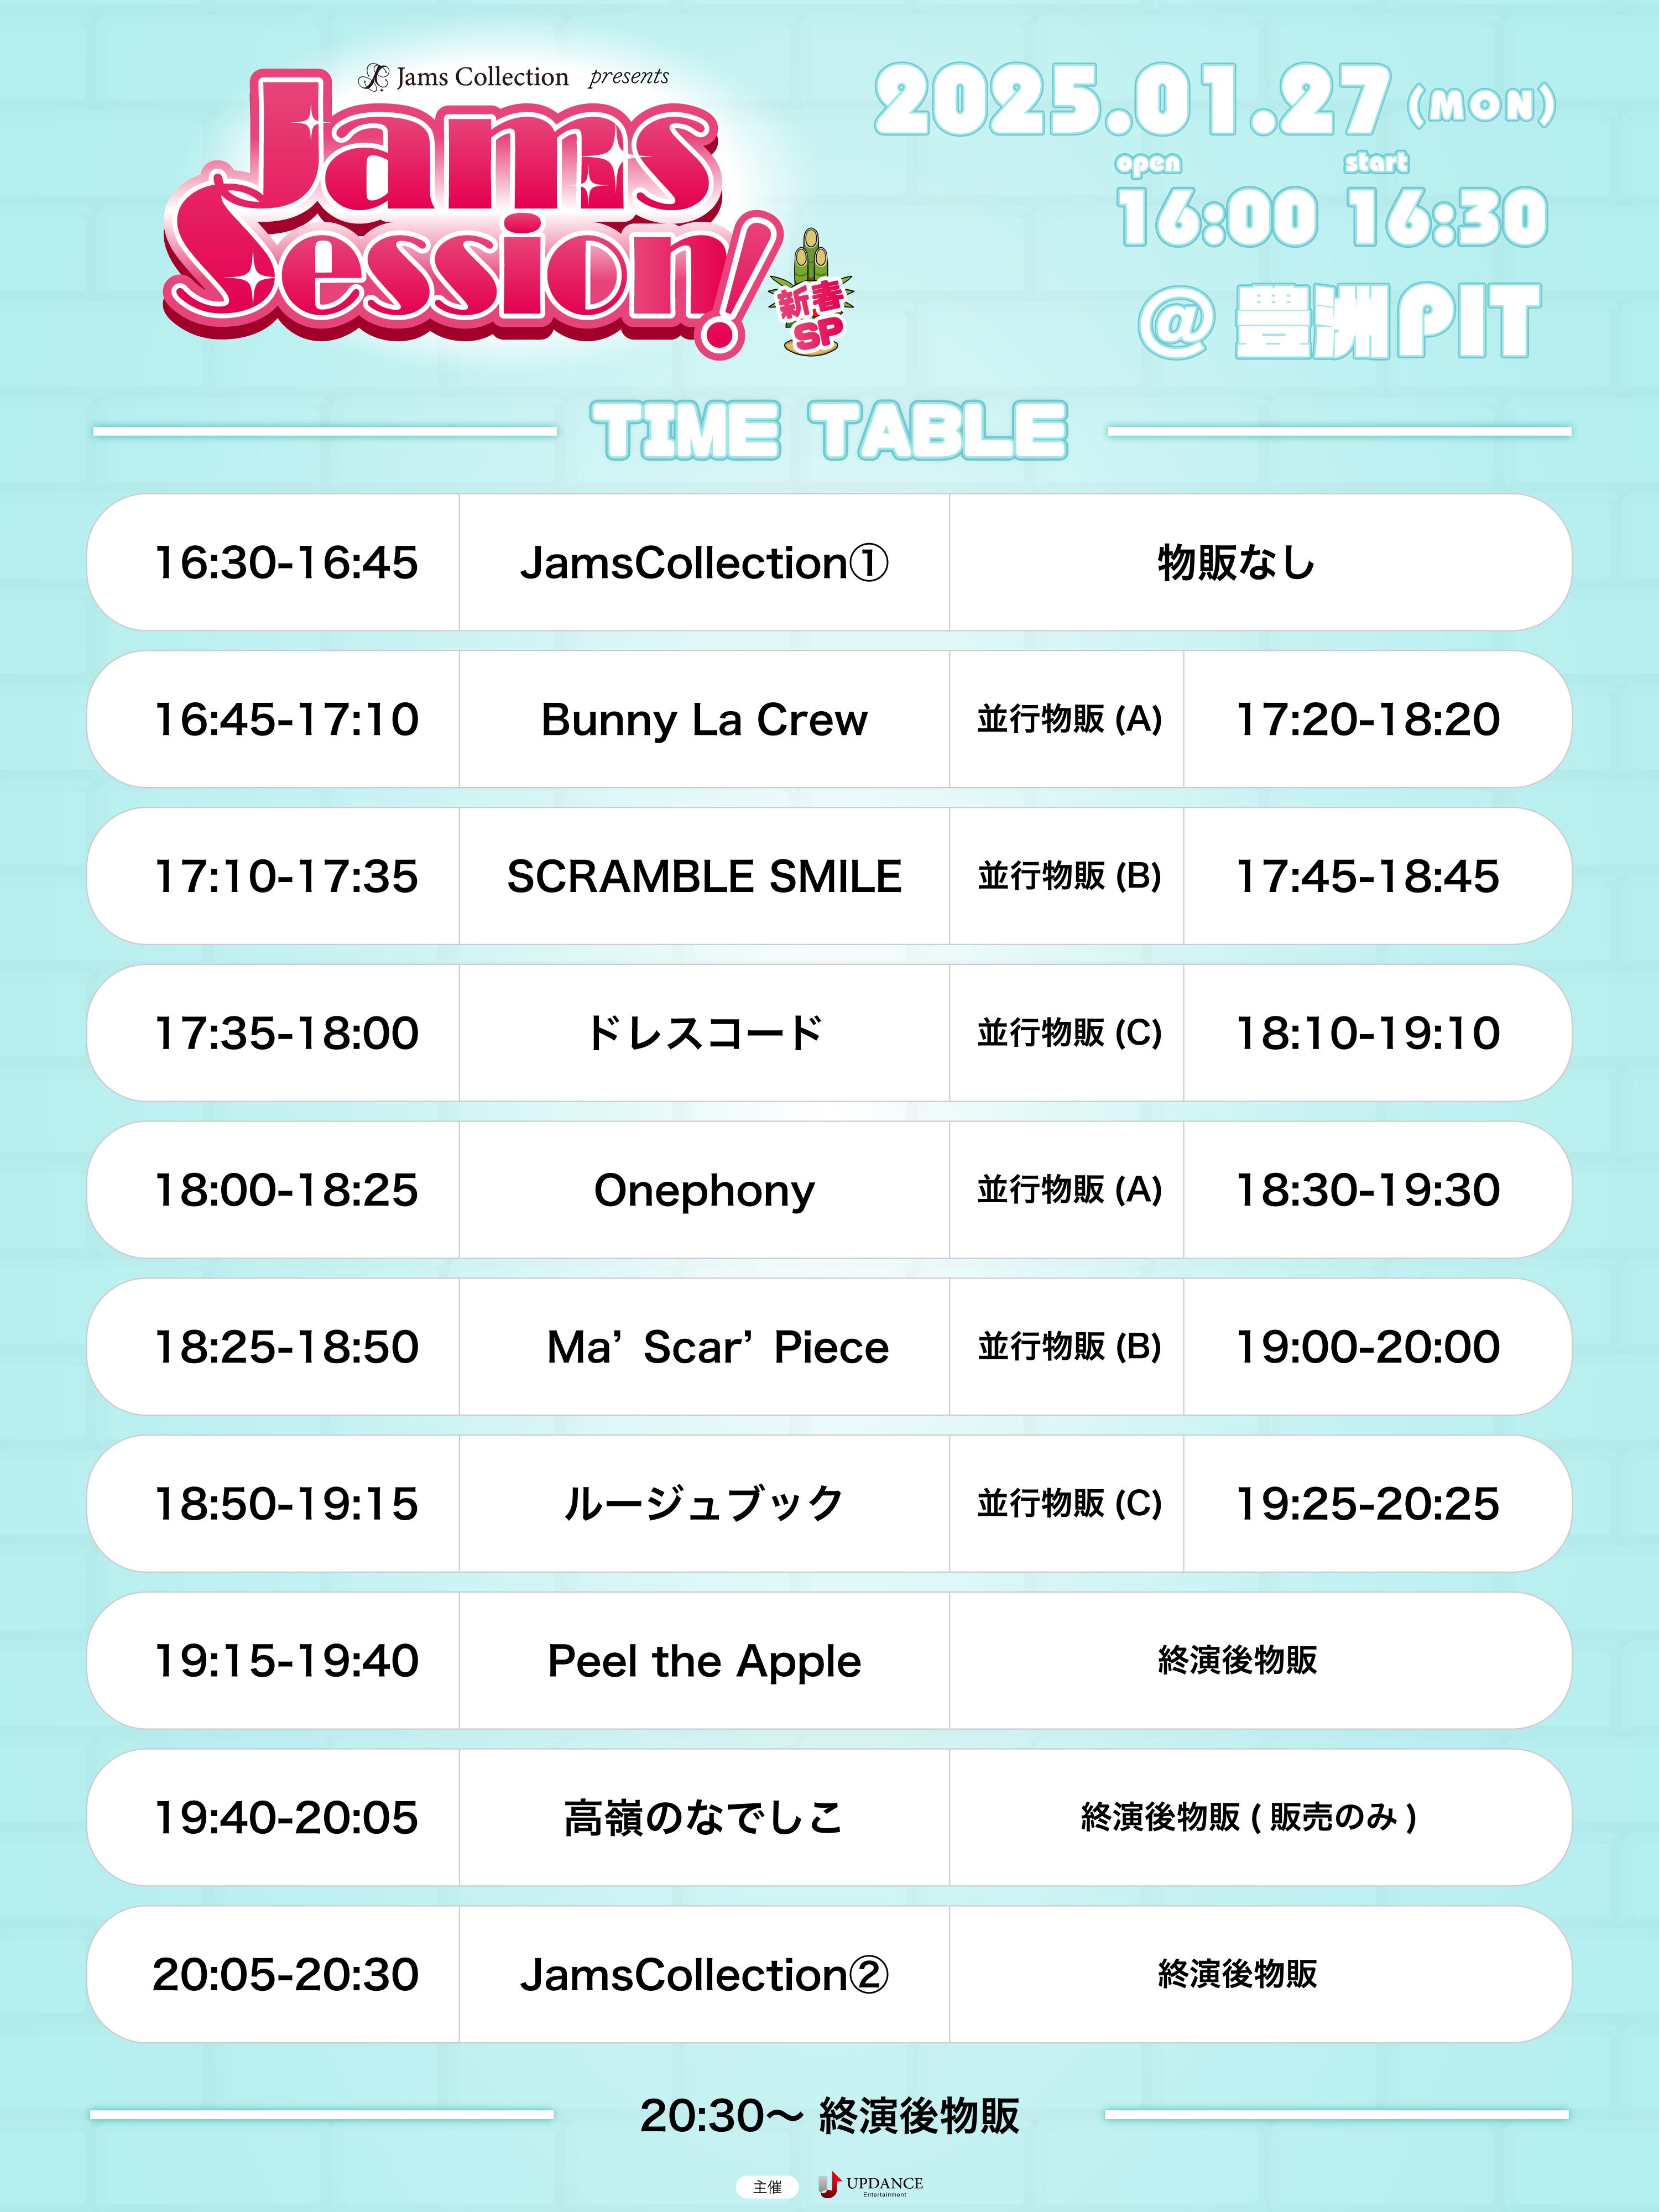 Jams Collection presents
Jams
Session!
新春
SP
2025.01.27 (MON)
open start
16:00 16:30
@ 豊洲PIT
TIME TABLE
16:30-16:45 JamsCollection① 物販なし
16:45-17:10 Bunny La Crew 並行物販 (A) 17:20-18:20
17:10-17:35 SCRAMBLE SMILE 並行物販 (B) 17:45-18:45
17:35-18:00 ドレスコード 並行物販 (C) 18:10-19:10
18:00-18:25 Onephony 並行物販 (A) 18:30-19:30
18:25-18:50 Ma’ Scar’ Piece 並行物販 (B) 19:00-20:00
18:50-19:15 ルージュブック 並行物販 (C) 19:25-20:25
19:15-19:40 Peel the Apple 終演後物販
19:40-20:05 高嶺のなでしこ 終演後物販 ( 販売のみ )
20:05-20:30 JamsCollection② 終演後物販
20:30～ 終演後物販
主催 UPDANCE
Entertainment